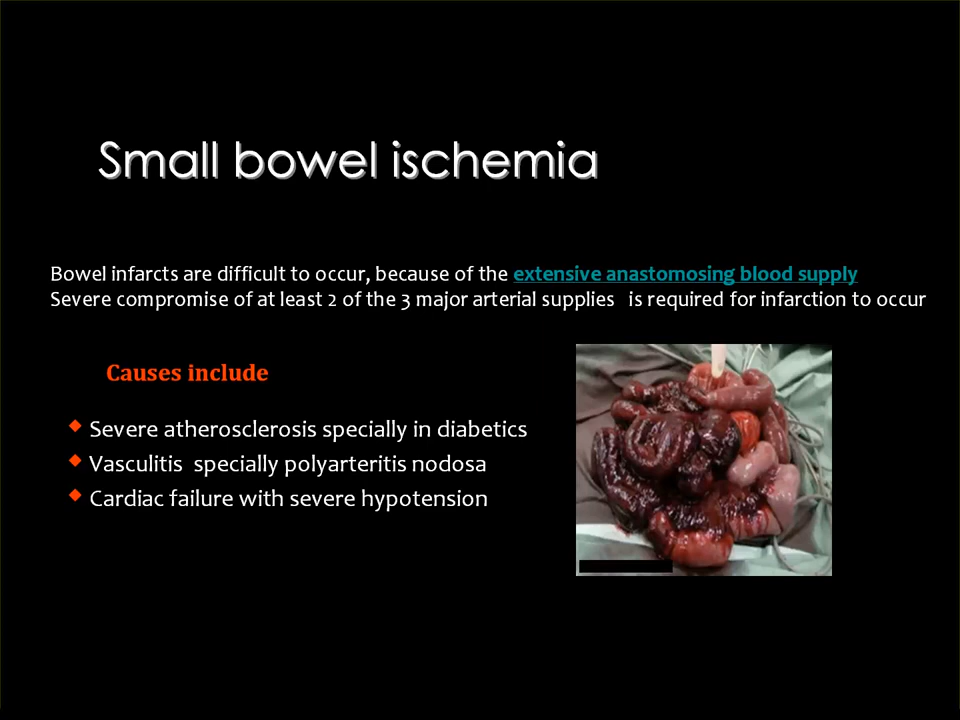 Small bowel ischemia
Bowel infarcts are difficult to occur, because of the extensive anastomosing blood supply
Severe compromise of at least 2 of the 3 major arterial supplies is required for infarction to occur
Causes include
Severe atherosclerosis specially in diabetics
Vasculitis specially polyarteritis nodosa
Cardiac failure with severe hypotension